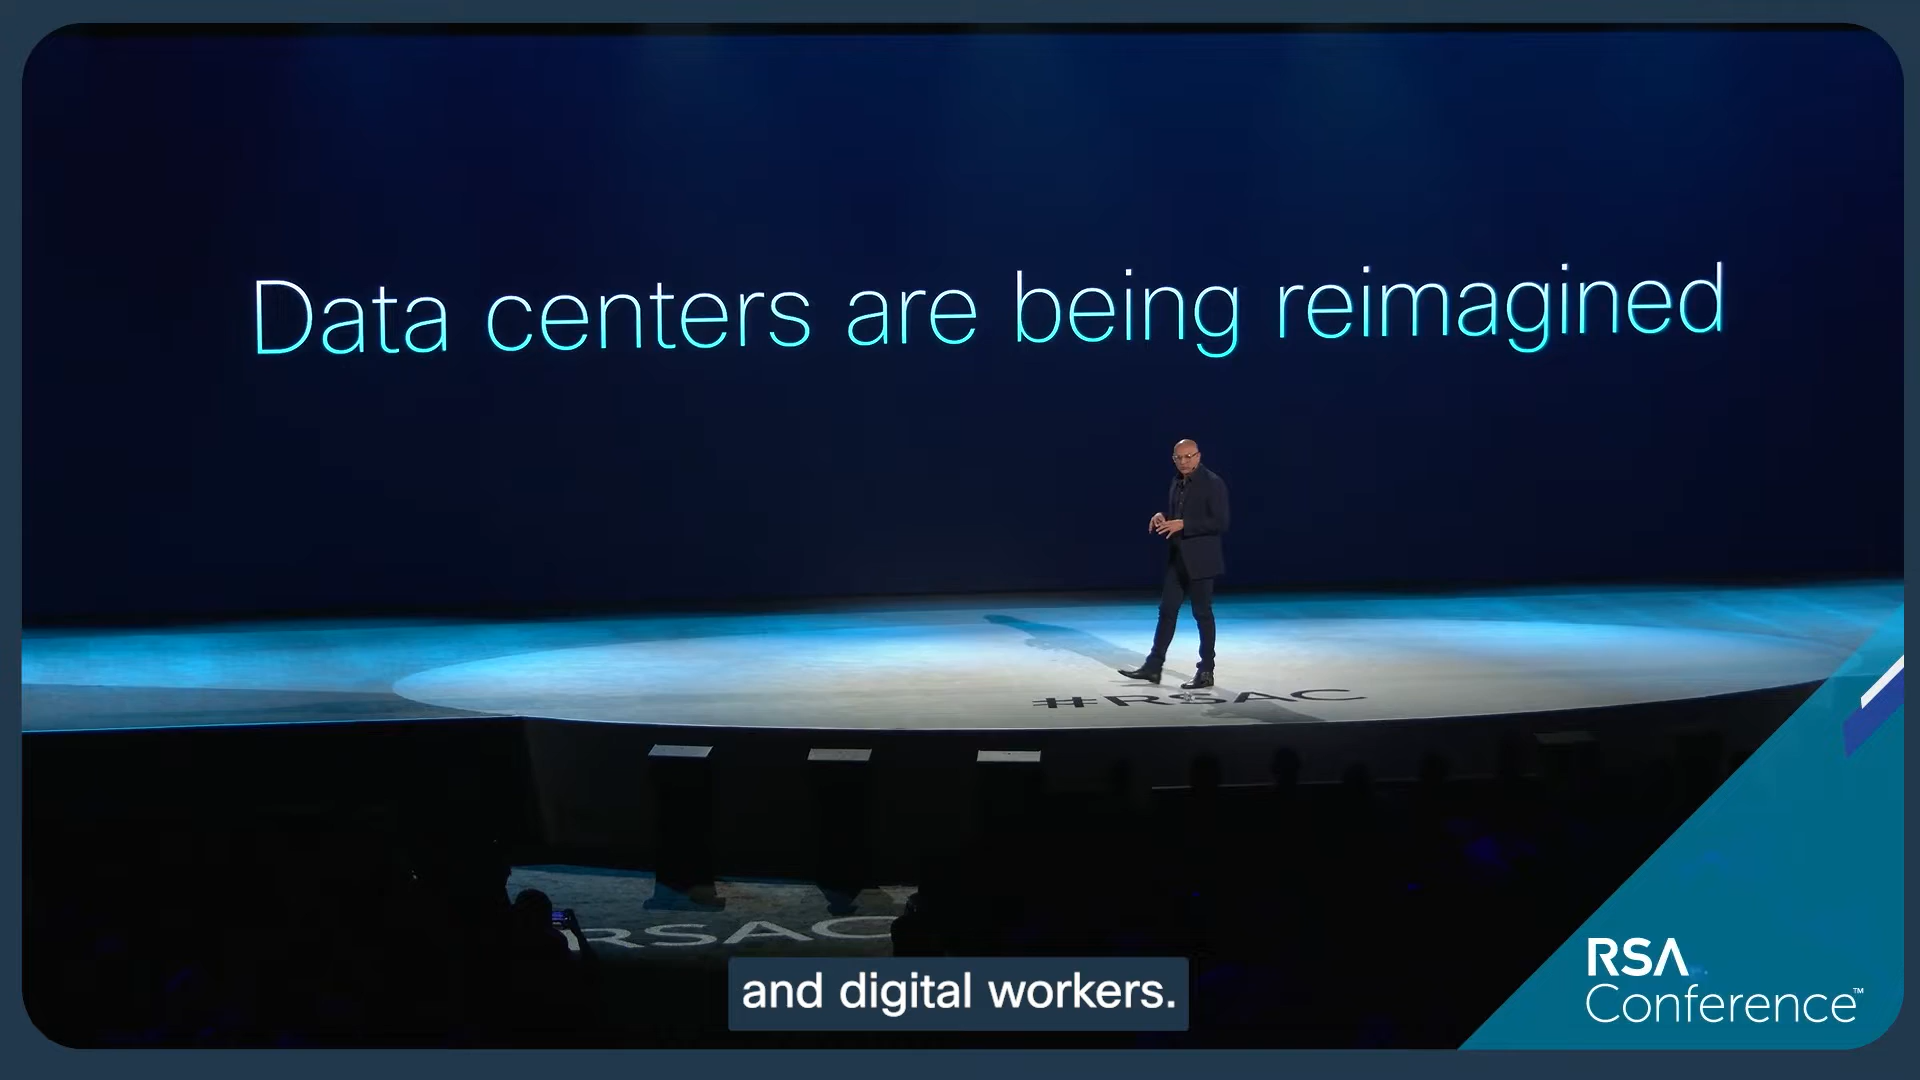 Data centers are being reimagined
#RSAC
RSAC
and digital workers.
RSA
Conference™